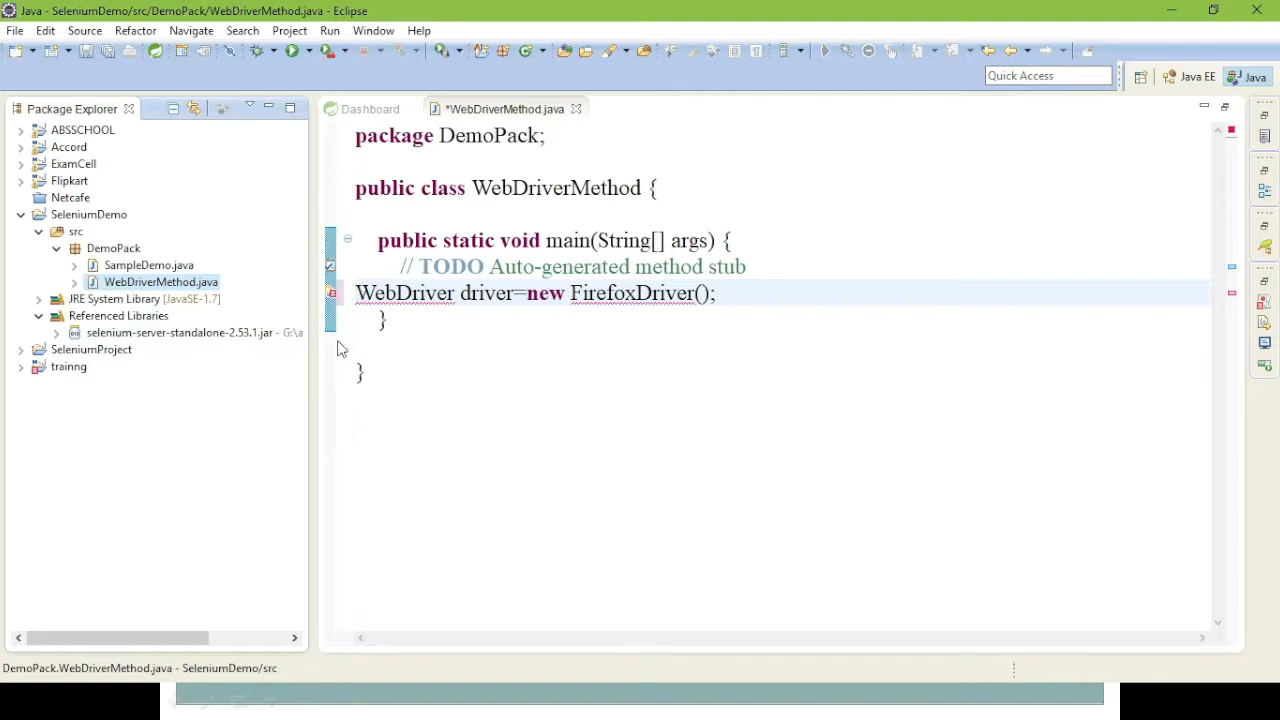 Java - SeleniumDemo/src/DemoPack/WebDriverMethod.java - Eclipse
File Edit Source Refactor Navigate Search Project Run Window Help
Quick Access
Java EE
Java
Package Explorer
Dashboard
*WebDriverMethod.java
ABSSCHOOL
Accord
ExamCell
Flipkart
Netcafe
SeleniumDemo
src
DemoPack
SampleDemo.java
WebDriverMethod.java
JRE System Library [JavaSE-1.7]
Referenced Libraries
selenium-server-standalone-2.53.1.jar - G:\a
SeleniumProject
trainng
package DemoPack;
public class WebDriverMethod {
public static void main(String[] args) {
// TODO Auto-generated method stub
WebDriver driver=new FirefoxDriver();
}
}
DemoPack.WebDriverMethod.java - SeleniumDemo/src